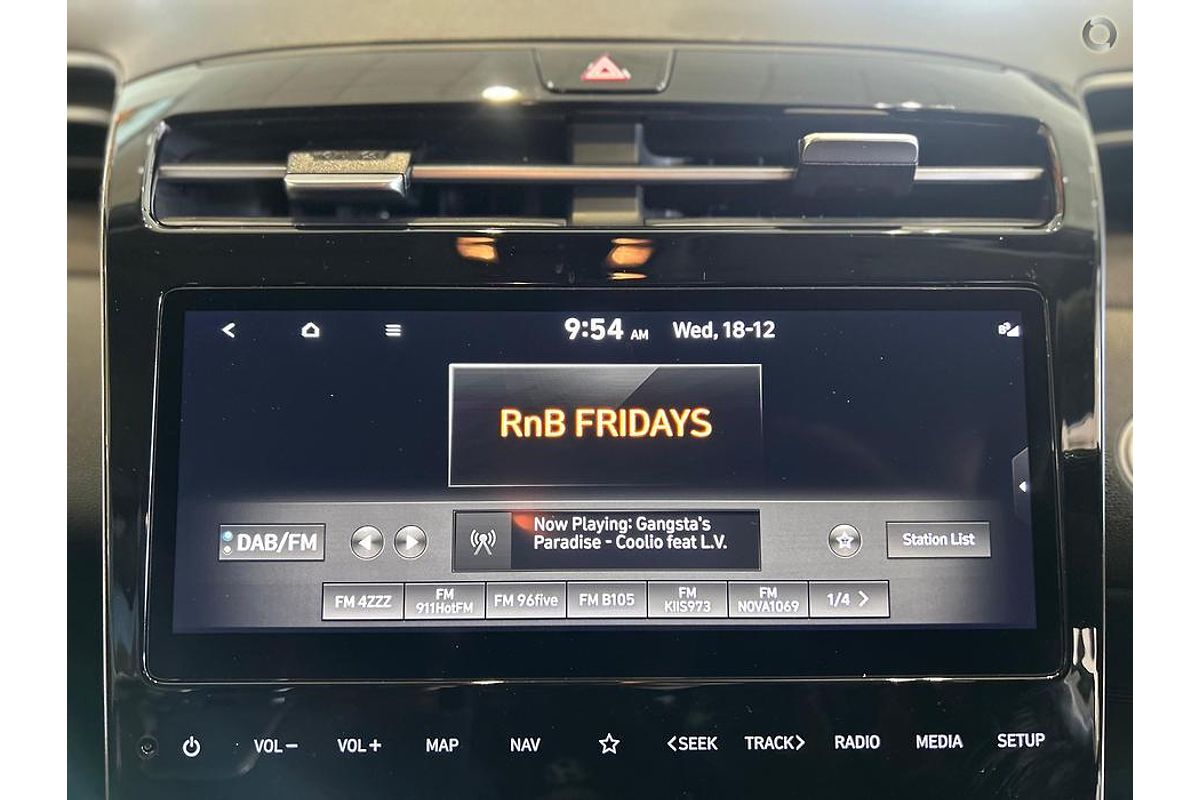 9:54 AM Wed, 18-12
RnB FRIDAYS
DAB/FM
Now Playing: Gangsta's
Paradise - Coolio feat L.V.
Station List
FM 4ZZZ
FM
911HotFM
FM 96five
FM B105
FM
KIIS973
FM
NOVA1069
1/4 >
VOL−
VOL+
MAP
NAV
<SEEK
TRACK>
RADIO
MEDIA
SETUP